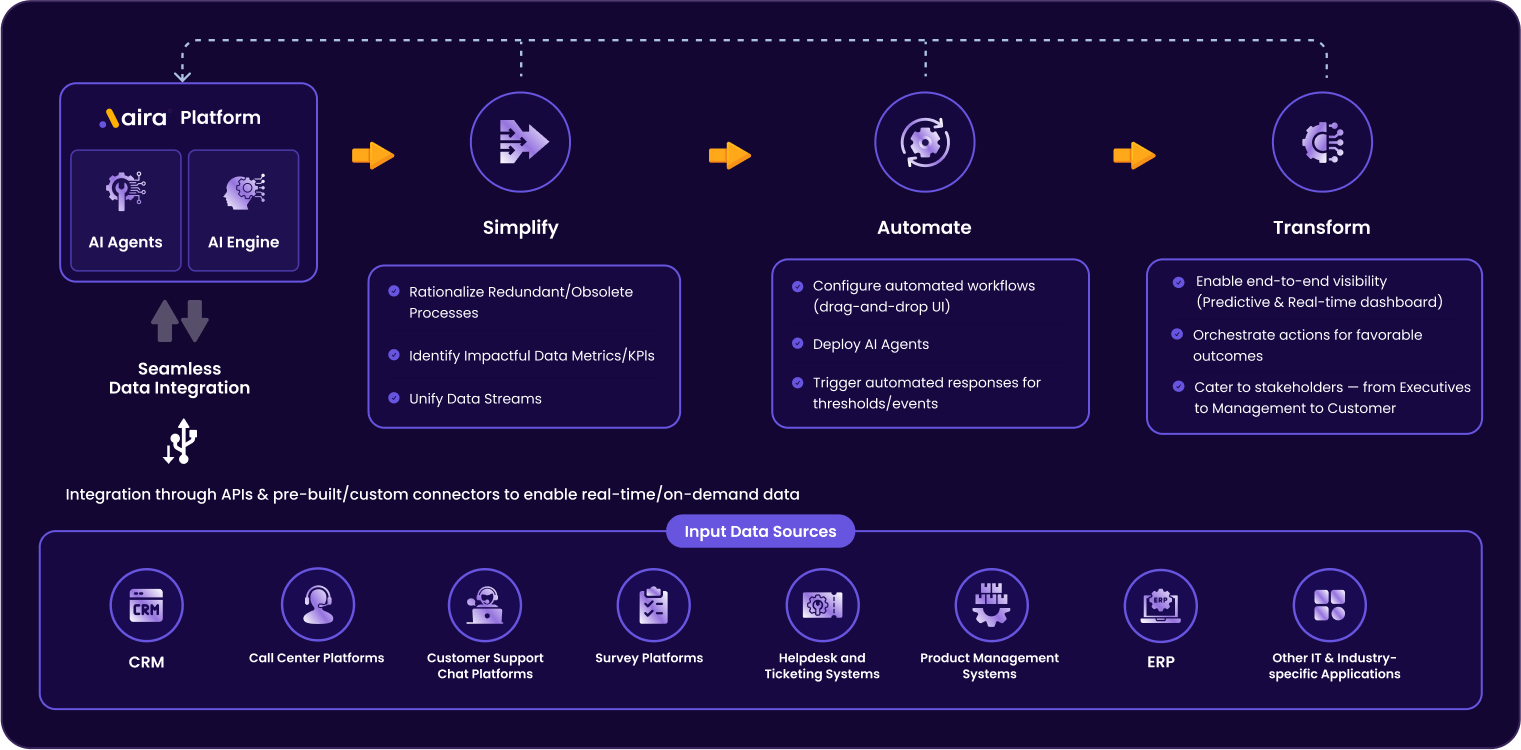 aira Platform
AI Agents
AI Engine
Seamless
Data Integration
Simplify
Rationalize Redundant/Obsolete
Processes
Identify Impactful Data Metrics/KPIs
Unify Data Streams
Automate
Configure automated workflows
(drag-and-drop UI)
Deploy AI Agents
Trigger automated responses for
thresholds/events
Transform
Enable end-to-end visibility
(Predictive & Real-time dashboard)
Orchestrate actions for favorable
outcomes
Cater to stakeholders — from Executives
to Management to Customer
Integration through APIs & pre-built/custom connectors to enable real-time/on-demand data
Input Data Sources
CRM
CRM
Call Center Platforms
Customer Support
Chat Platforms
Survey Platforms
Helpdesk and
Ticketing Systems
Product Management
Systems
ERP
ERP
Other IT & Industry-
specific Applications